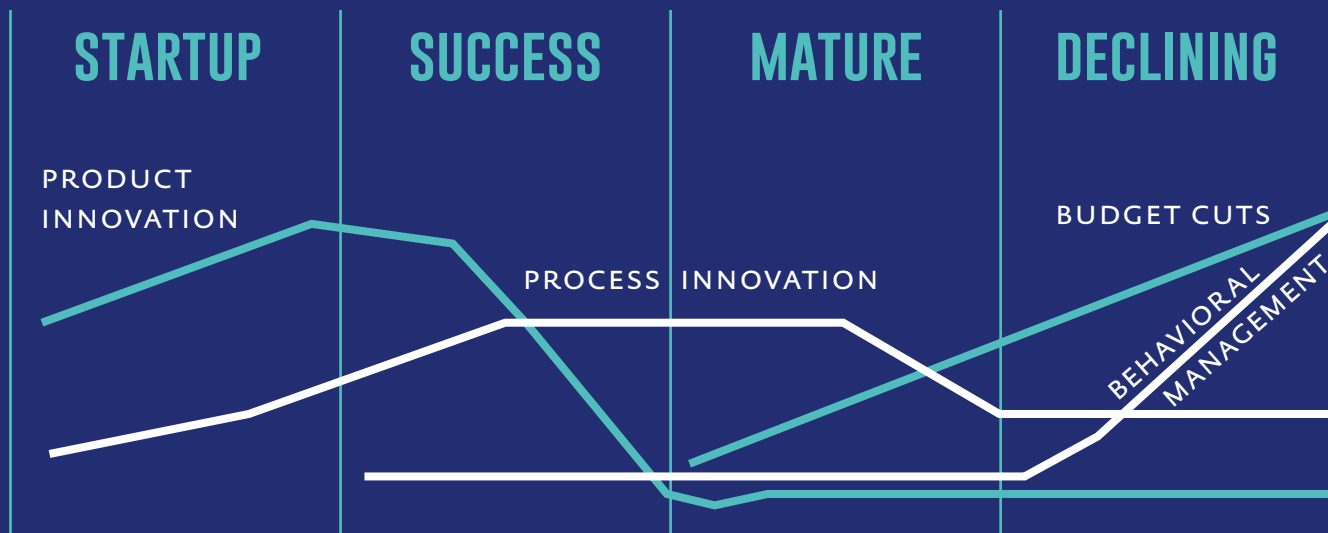 STARTUP
SUCCESS
MATURE
DECLINING
PRODUCT
INNOVATION
PROCESS INNOVATION
BUDGET CUTS
BEHAVIORAL
MANAGEMENT